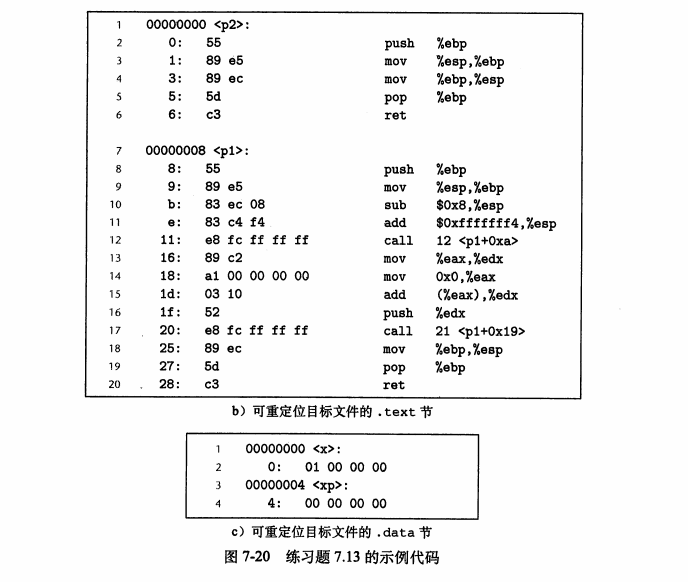 1 00000000 <p2>:
2 0: 55 push %ebp
3 1: 89 e5 mov %esp,%ebp
4 3: 89 ec mov %ebp,%esp
5 5: 5d pop %ebp
6 6: c3 ret
7 00000008 <p1>:
8 8: 55 push %ebp
9 9: 89 e5 mov %esp,%ebp
10 b: 83 ec 08 sub $0x8,%esp
11 e: 83 c4 f4 add $0xfffffff4,%esp
12 11: e8 fc ff ff ff call 12 <p1+0xa>
13 16: 89 c2 mov %eax,%edx
14 18: a1 00 00 00 00 mov 0x0,%eax
15 1d: 03 10 add (%eax),%edx
16 1f: 52 push %edx
17 20: e8 fc ff ff ff call 21 <p1+0x19>
18 25: 89 ec mov %ebp,%esp
19 27: 5d pop %ebp
20 28: c3 ret
b）可重定位目标文件的 .text 节
1 00000000 <x>:
2 0: 01 00 00 00
3 00000004 <xp>:
4 4: 00 00 00 00
c）可重定位目标文件的 .data 节
图 7-20 练习题 7.13 的示例代码